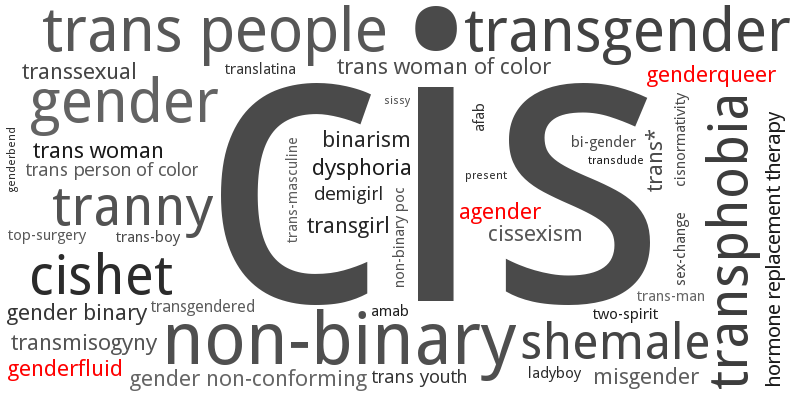 trans people
transgender
transsexual
translatina
trans woman of color
genderqueer
gender
sissy
afab
cisnormativity
genderbend
trans woman
binarism
bi-gender
trans*
transphobia
hormone replacement therapy
trans person of color
trans-masculine
dysphoria
transdude
cis
present
tranny
demigirl
non-binary poc
agender
transgirl
cissexism
sex-change
top-surgery
trans-boy
cishet
trans-man
gender binary
transgendered
amab
two-spirit
transmisogyny
non-binary
shemale
genderfluid
gender non-conforming
trans youth
ladyboy
misgender